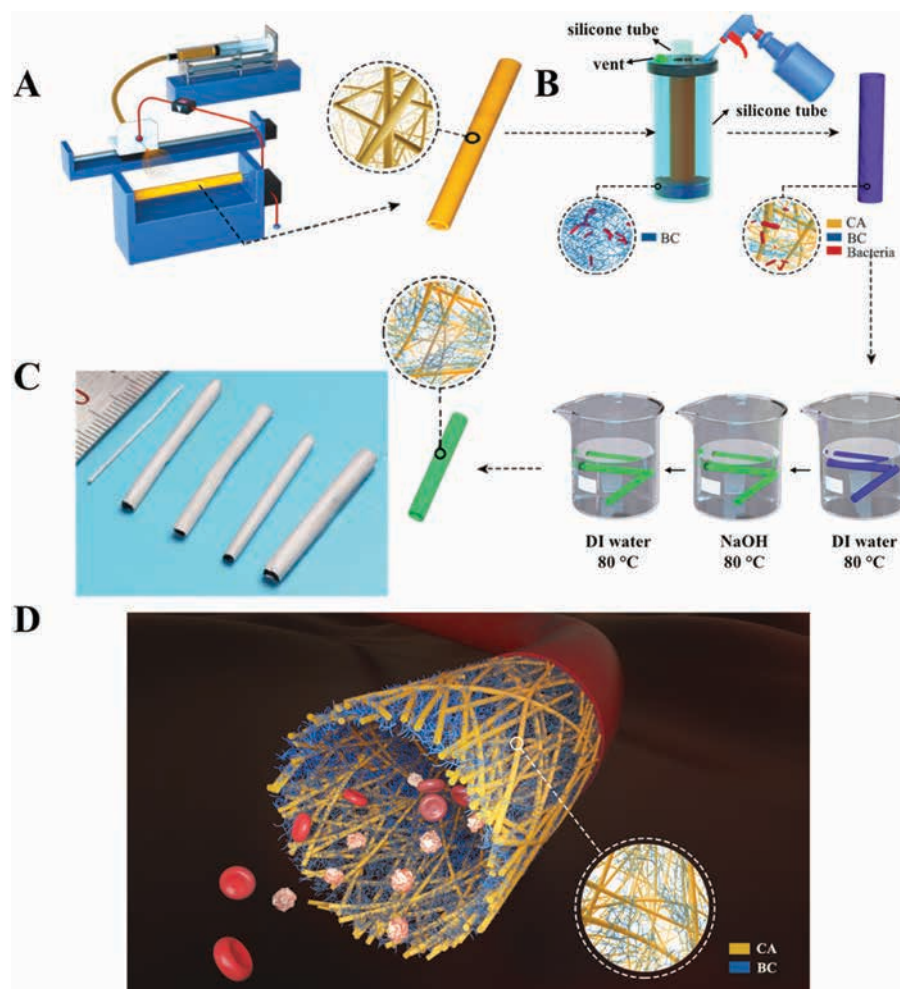 A
B
silicone tube
vent
silicone tube
BC
CA
BC
Bacteria
C
DI water
80 °C
NaOH
80 °C
DI water
80 °C
D
CA
BC